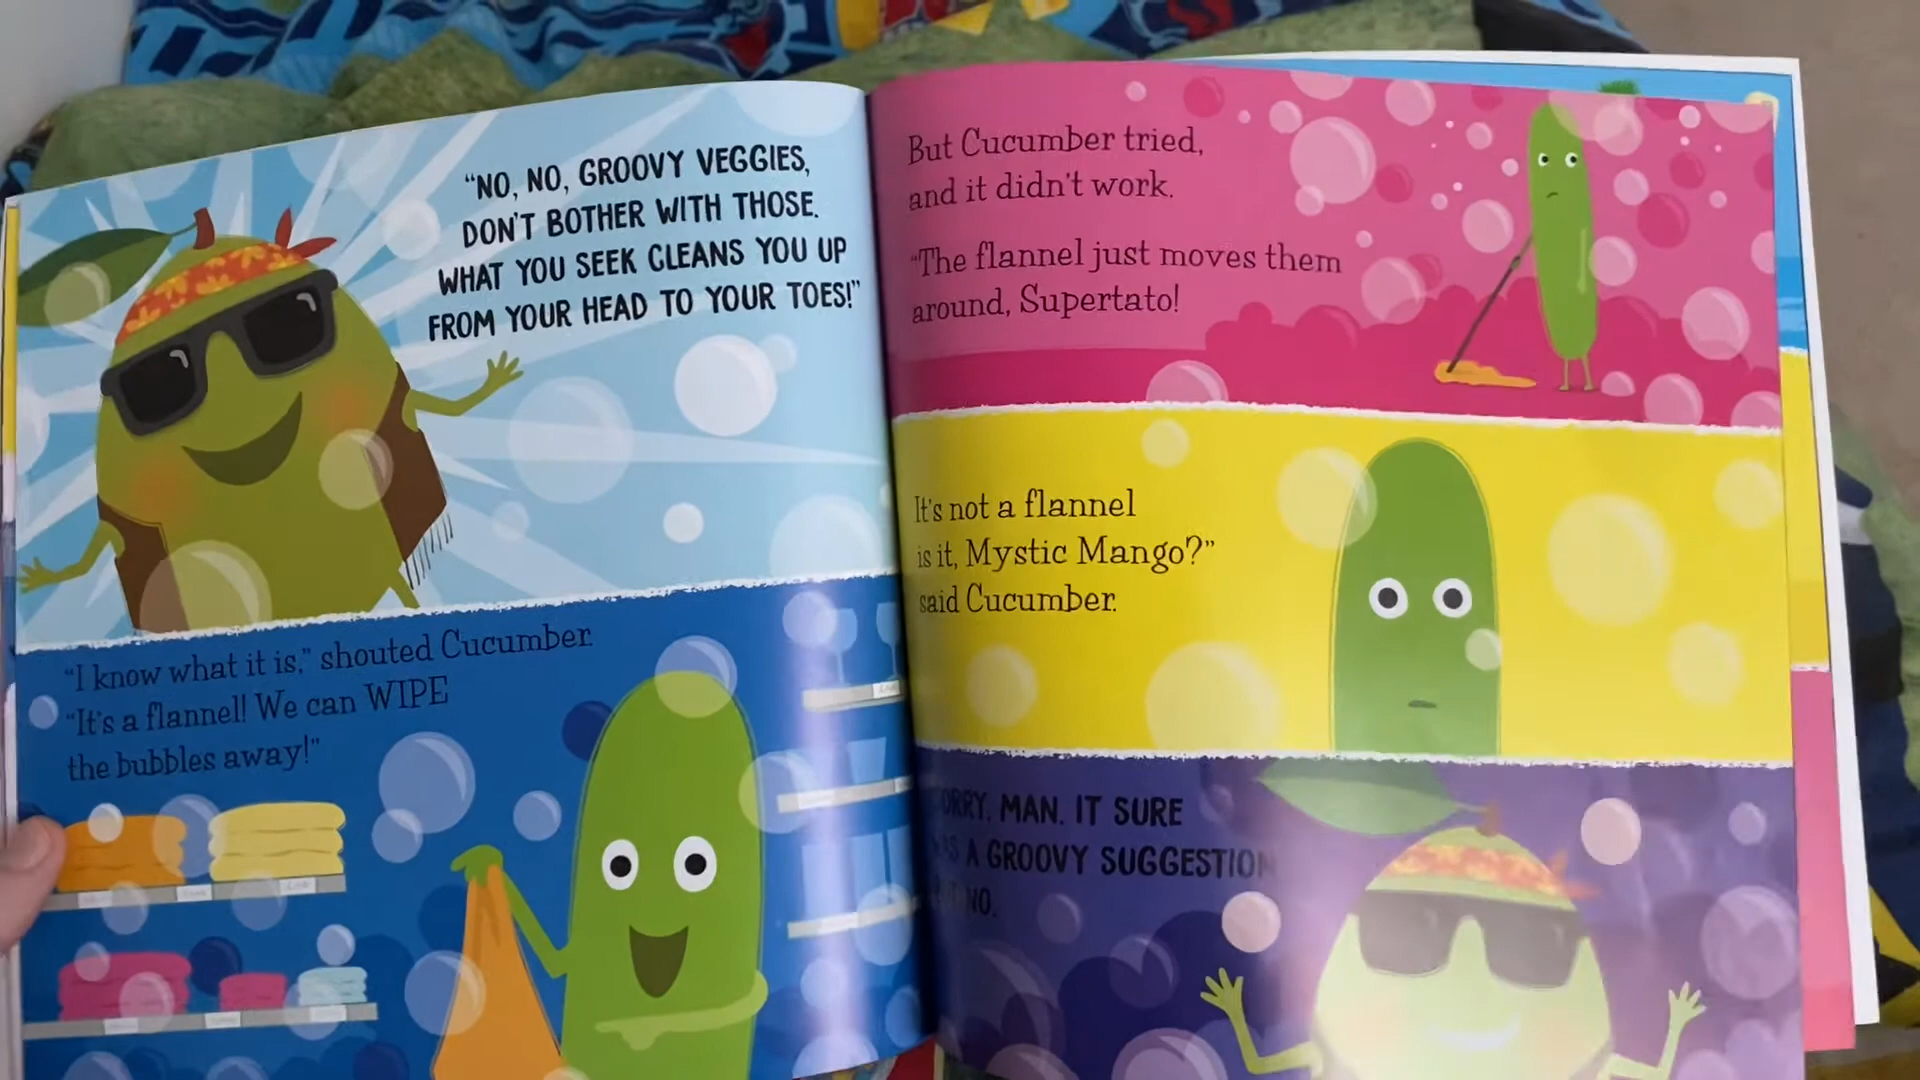 “NO, NO, GROOVY VEGGIES,
DON'T BOTHER WITH THOSE.
WHAT YOU SEEK CLEANS YOU UP
FROM YOUR HEAD TO YOUR TOES!”
“I know what it is,” shouted Cucumber.
“It's a flannel! We can WIPE
the bubbles away!”
But Cucumber tried,
and it didn't work.
“The flannel just moves them
around, Supertato!
It's not a flannel
is it, Mystic Mango?”
said Cucumber.
MAN. IT SURE
A GROOVY SUGGESTION
NO.